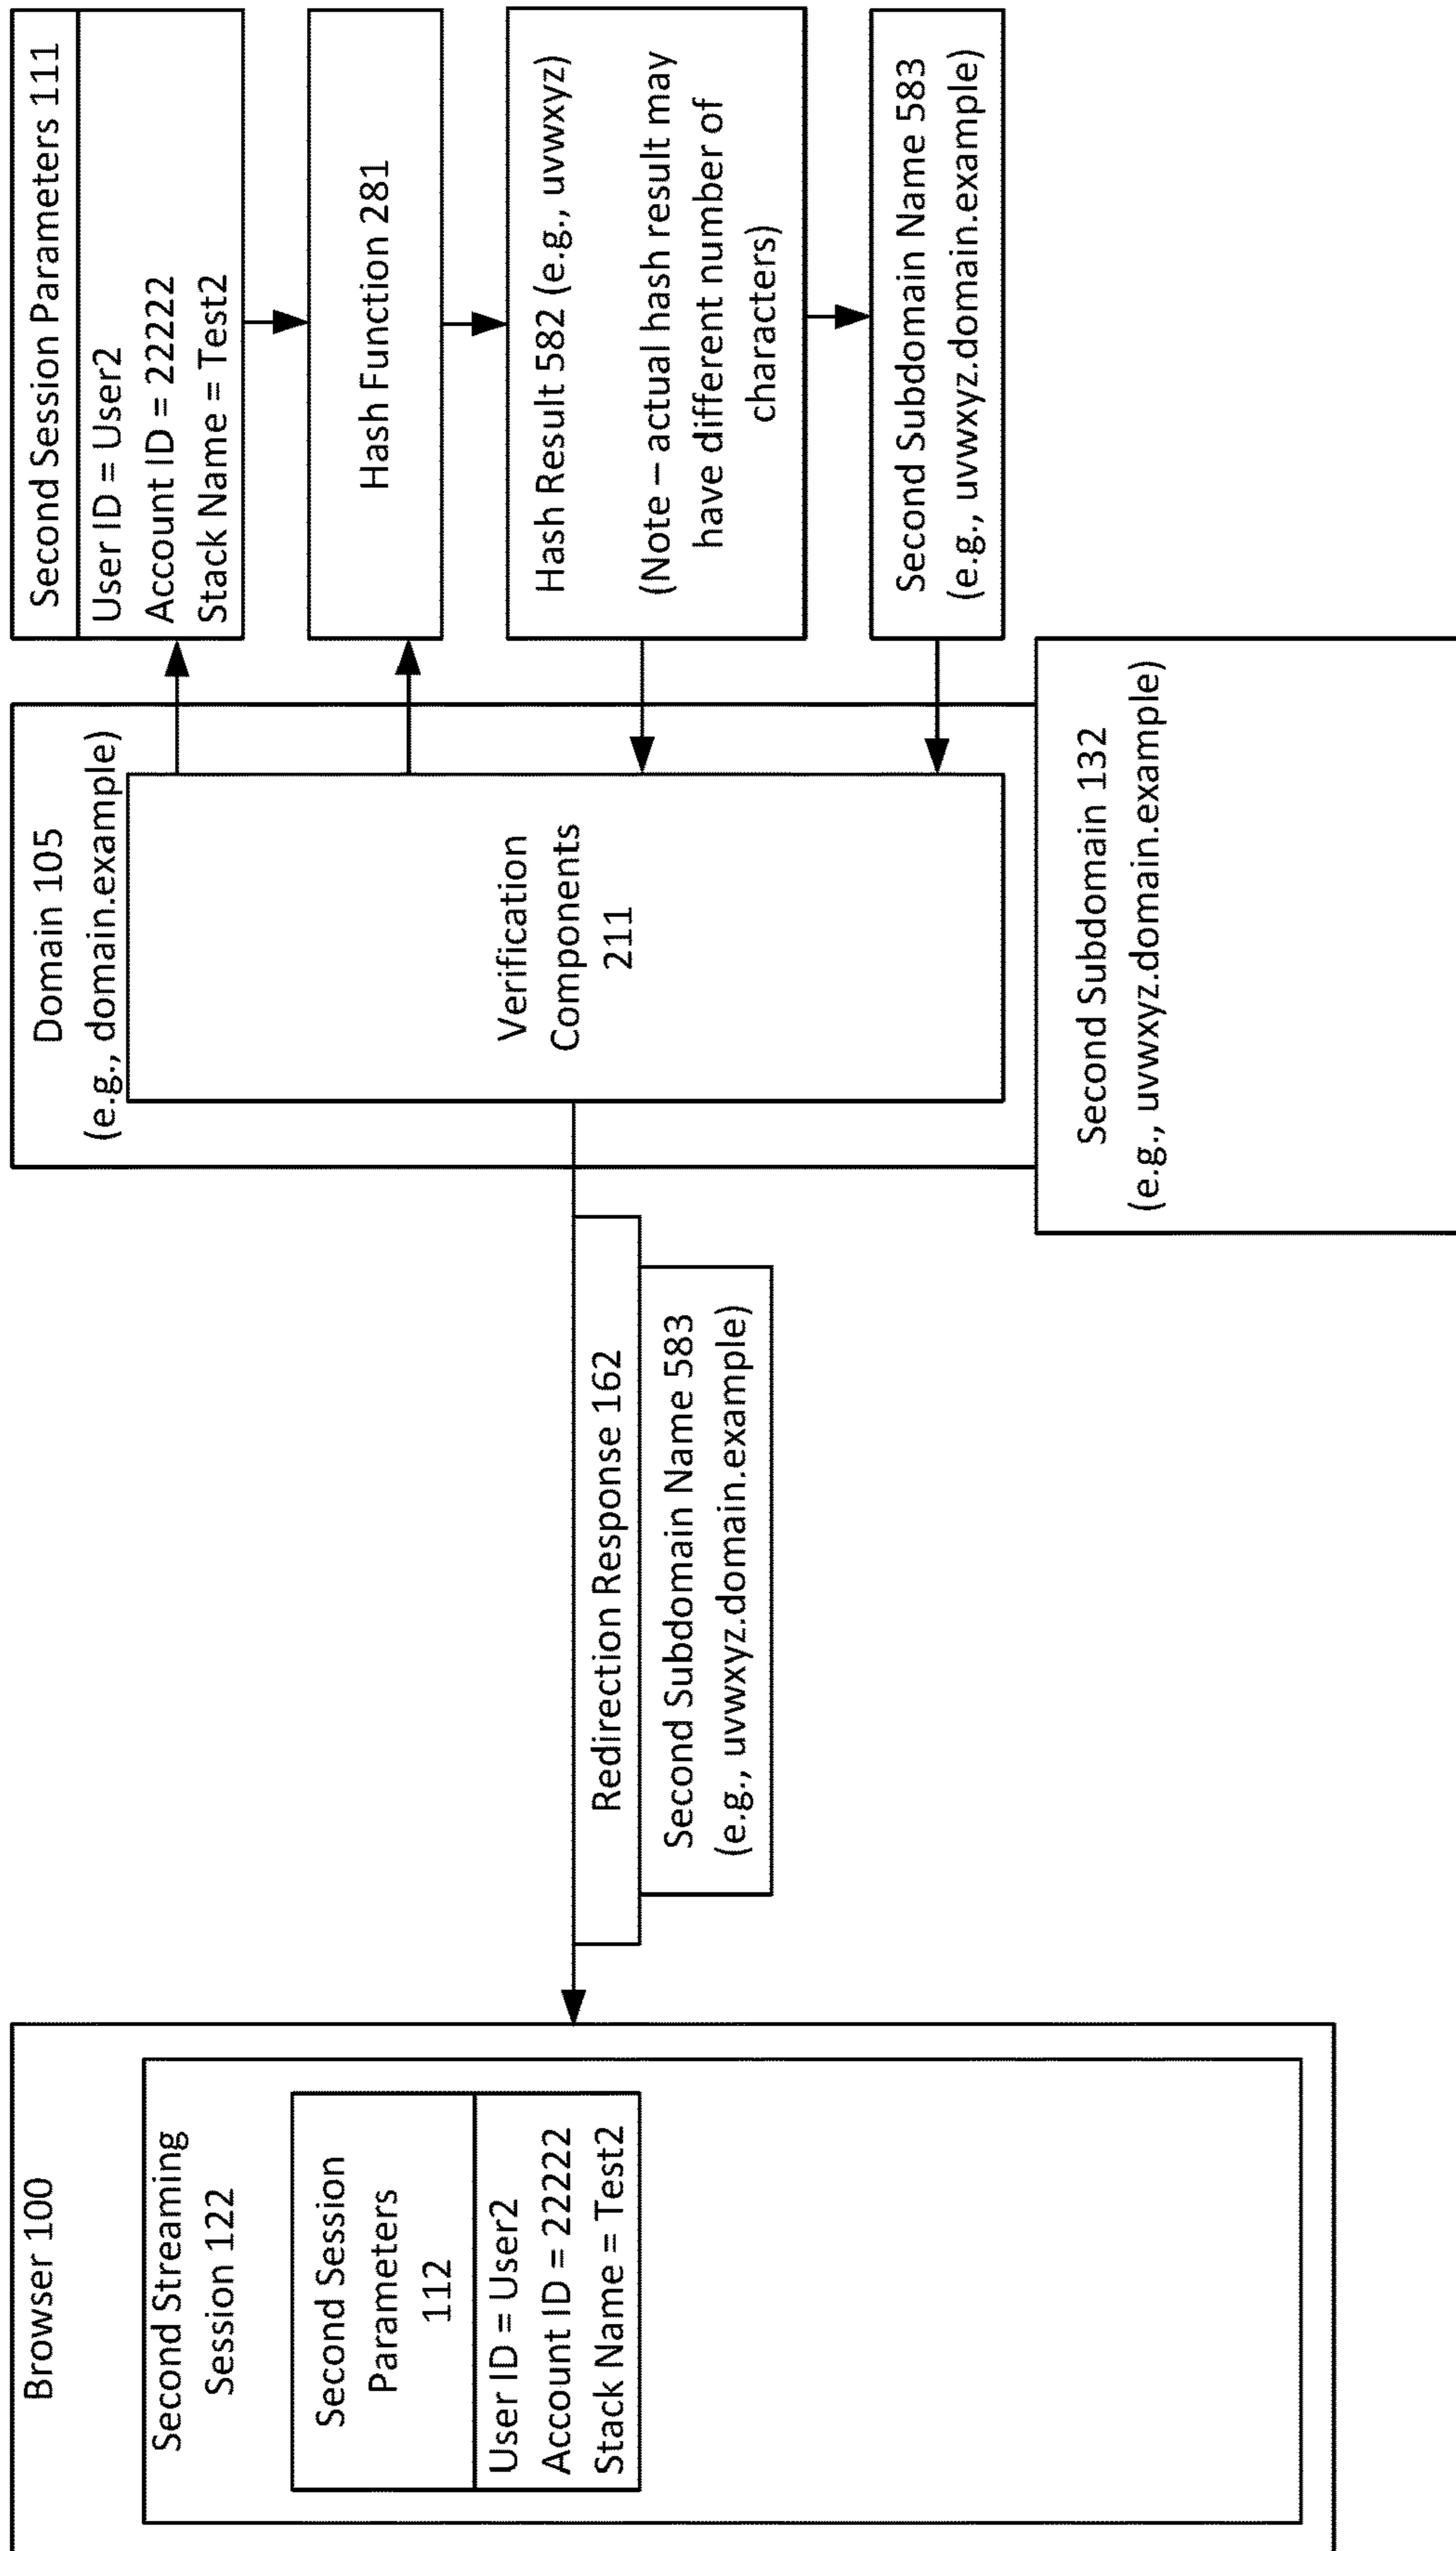 Browser 100
Second Streaming
Session 122
Second Session
Parameters
112
User ID = User2
Account ID = 22222
Stack Name = Test2
Redirection Response 162
Second Subdomain Name 583
(e.g., uvwxyz.domain.example)
Domain 105
(e.g., domain.example)
Verification
Components
211
Second Subdomain 132
(e.g., uvwxyz.domain.example)
Second Session Parameters 111
User ID = User2
Account ID = 22222
Stack Name = Test2
Hash Function 281
Hash Result 582 (e.g., uvwxyz)
(Note – actual hash result may
have different number of
characters)
Second Subdomain Name 583
(e.g., uvwxyz.domain.example)